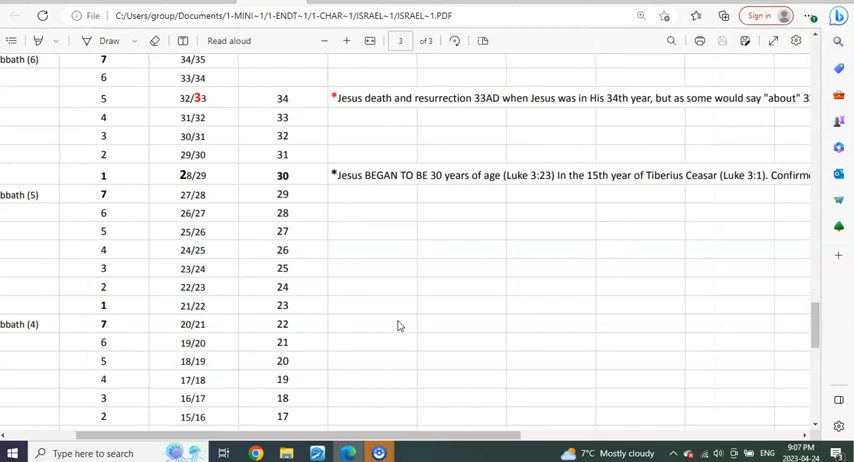 File C:/Users/group/Documents/1-MINI~1/1-ENDT~1/1-CHAR~1/ISRAEL~1/ISRAEL~1.PDF Sign in
Draw Read aloud 3 of 3
bbath (6) 7 34/35
6 33/34
5 32/33 34 *Jesus death and resurrection 33AD when Jesus was in His 34th year, but as some would say "about"
4 31/32 33
3 30/31 32
2 29/30 31
1 28/29 30 *Jesus BEGAN TO BE 30 years of age (Luke 3:23) In the 15th year of Tiberius Ceasar (Luke 3:1). Confirme
bbath (5) 7 27/28 29
6 26/27 28
5 25/26 27
4 24/25 26
3 23/24 25
2 22/23 24
1 21/22 23
bbath (4) 7 20/21 22
6 19/20 21
5 18/19 20
4 17/18 19
3 16/17 18
2 15/16 17
Type here to search 7°C Mostly cloudy ENG 9:07 PM
2023-04-24